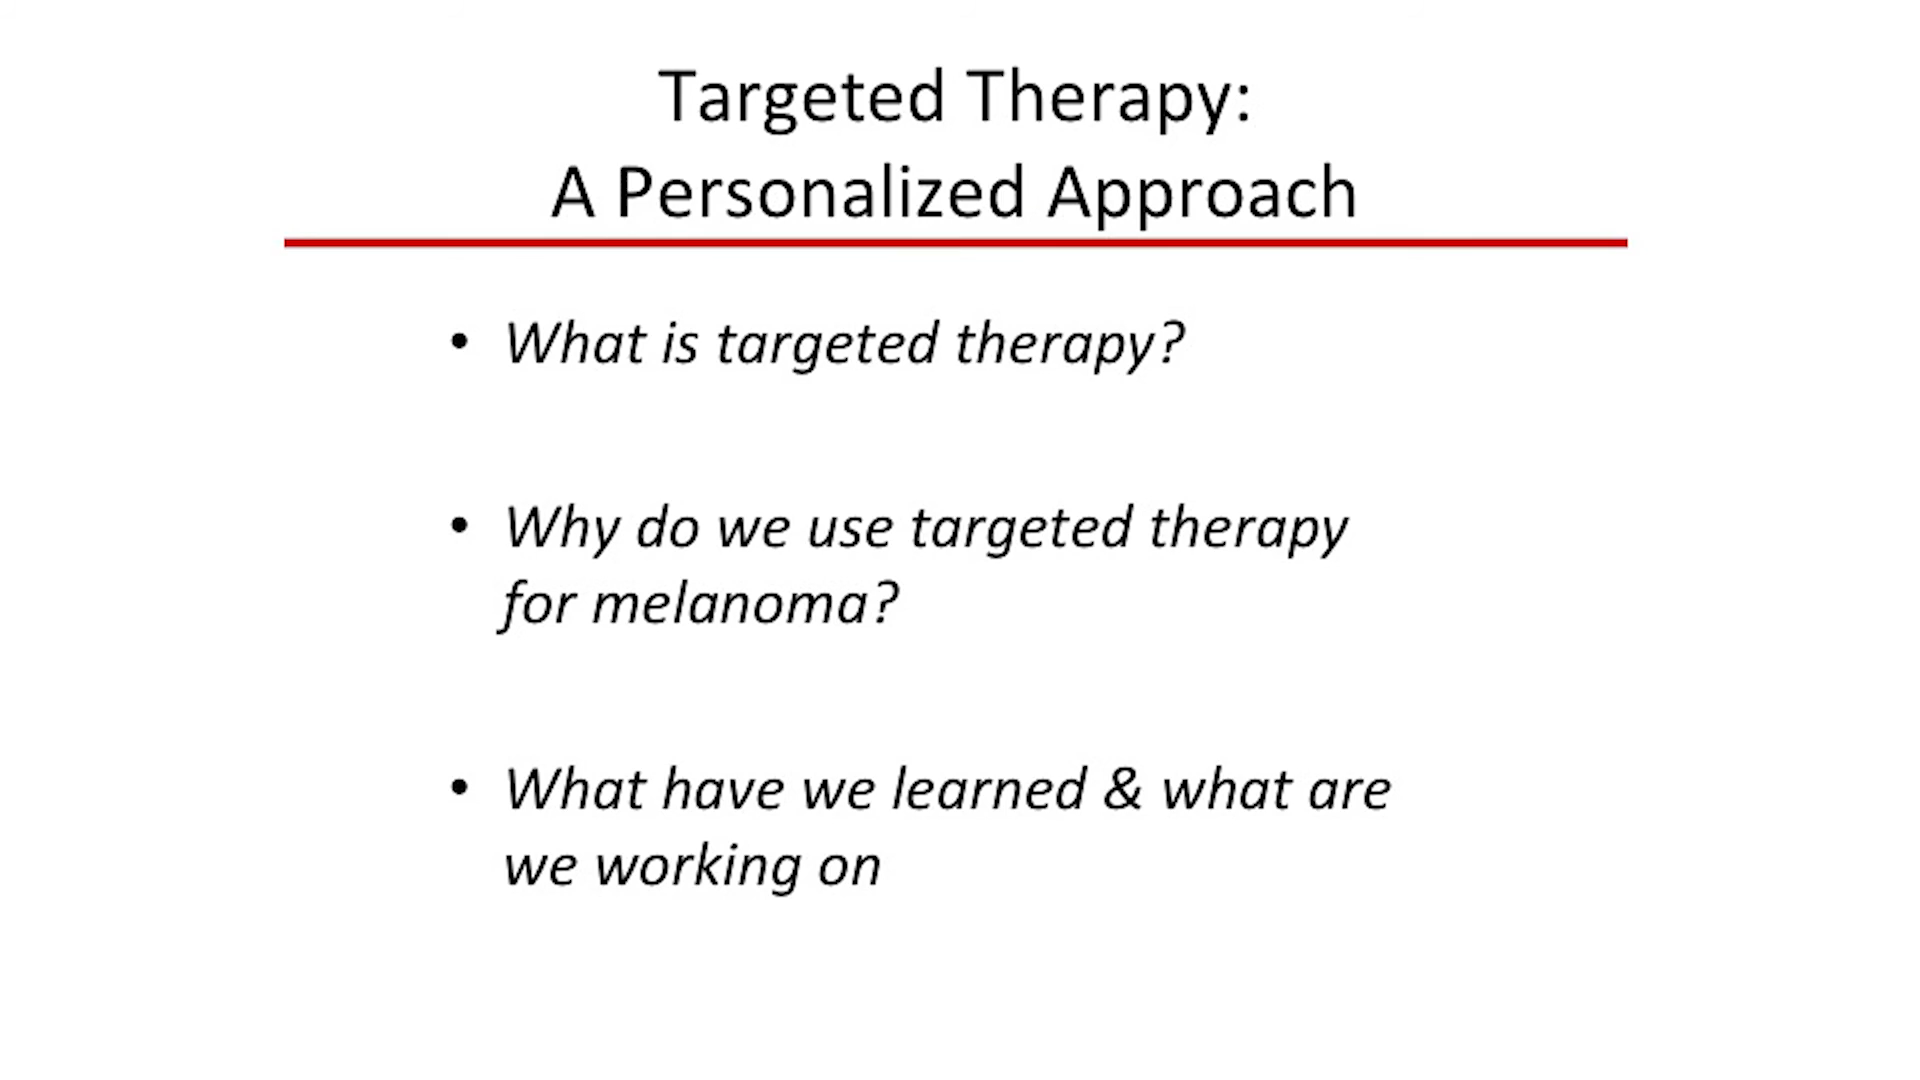 Targeted Therapy:
A Personalized Approach
• What is targeted therapy?
• Why do we use targeted therapy
for melanoma?
• What have we learned & what are
we working on